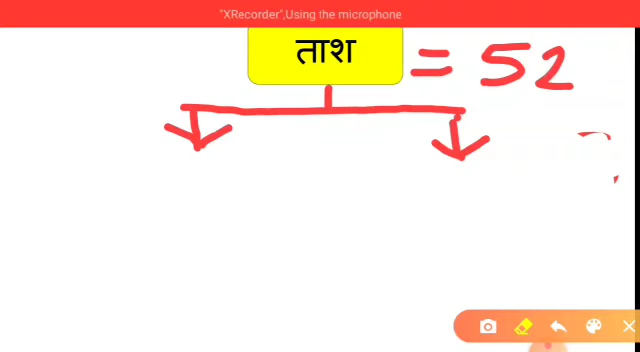 "XRecorder",Using the microphone
ताश = 52